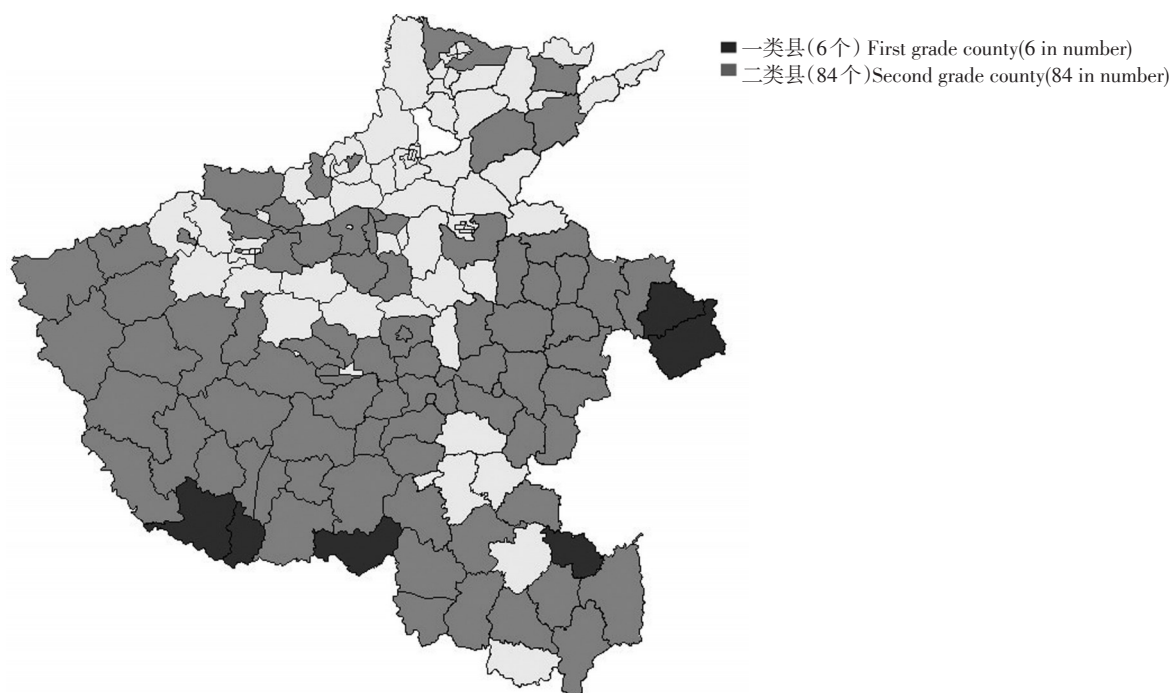 一类县(6个) First grade county(6 in number)
二类县(84个)Second grade county(84 in number)